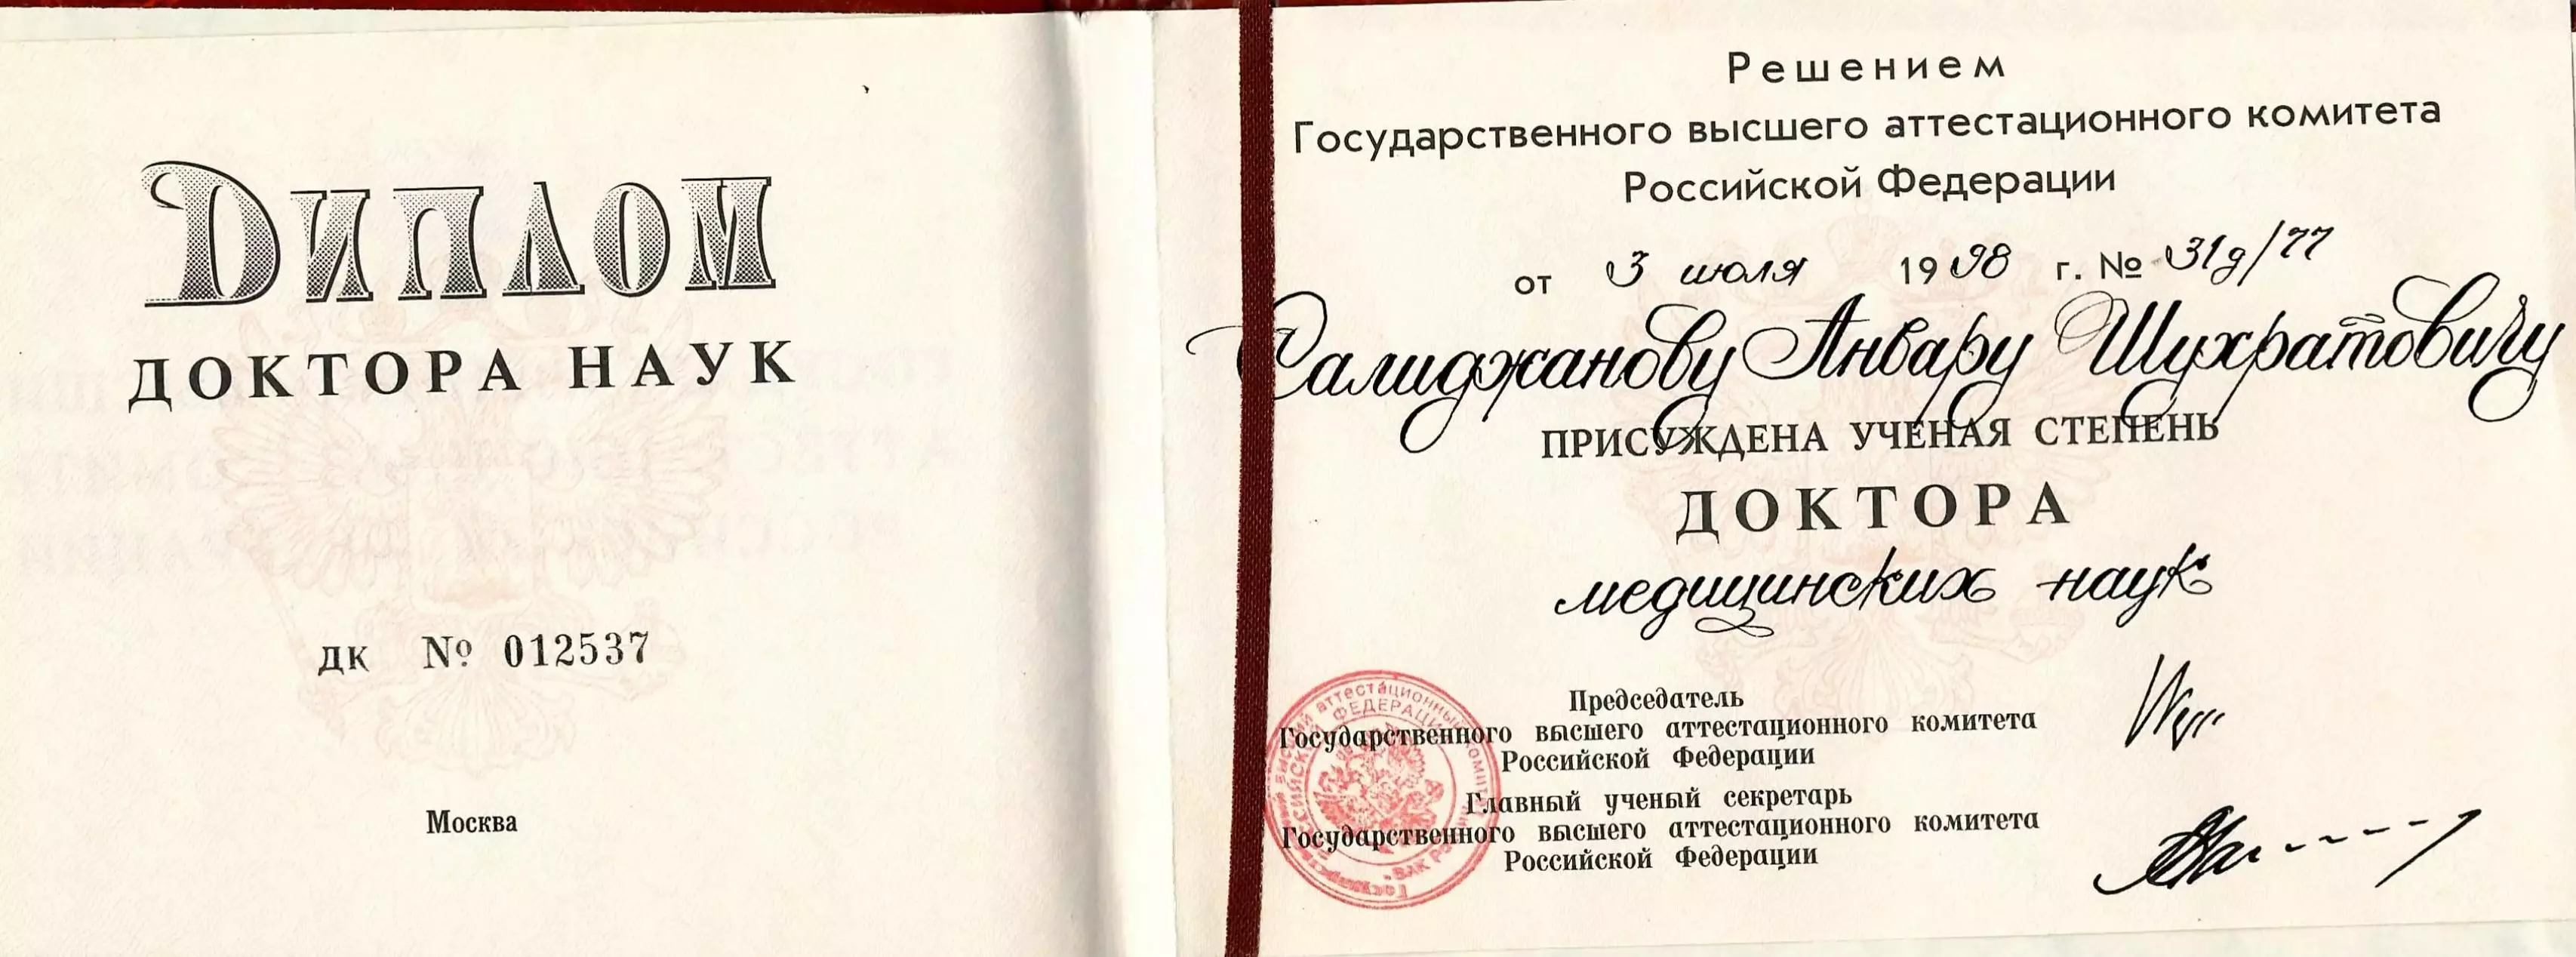 Диплом
ДОКТОРА НАУК
ДК № 012537
Москва
Решением
Государственного высшего аттестационного комитета
Российской Федерации
от 3 июля 1998 г. № 31д/77
Салиджанову Анвару Шухратовичу
ПРИСУЖДЕНА УЧЕНАЯ СТЕПЕНЬ
ДОКТОРА
медицинских наук
Председатель
Государственного высшего аттестационного комитета
Российской Федерации
Главный ученый секретарь
Государственного высшего аттестационного комитета
Российской Федерации